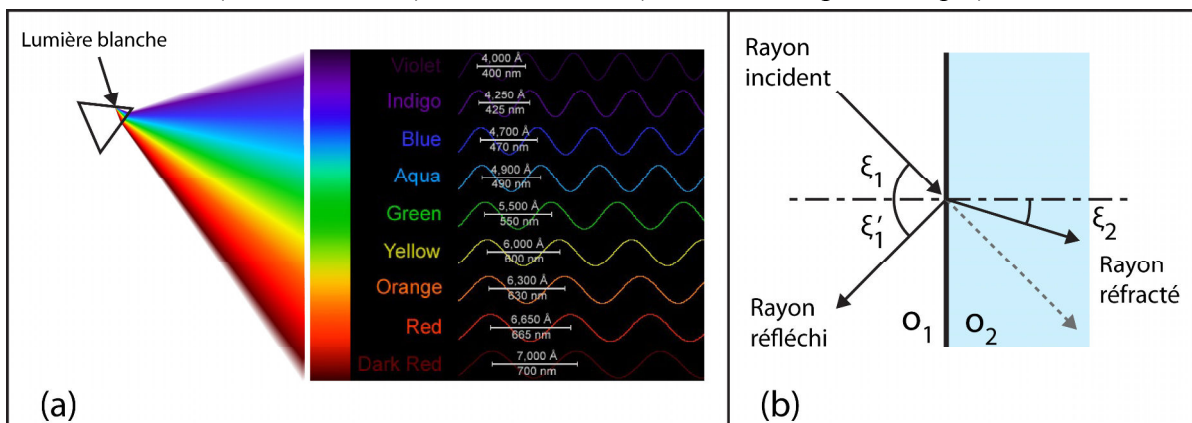 Lumière blanche
Violet
4,000 Å
400 nm
Indigo
4,250 Å
425 nm
Blue
4,700 Å
470 nm
Aqua
4,900 Å
490 nm
Green
5,500 Å
550 nm
Yellow
6,000 Å
600 nm
Orange
6,300 Å
630 nm
Red
6,650 Å
665 nm
Dark Red
7,000 Å
700 nm
(a)
Rayon
incident
ξ1
ξ'1
ξ2
Rayon
réfléchi
O1 O2
Rayon
réfracté
(b)